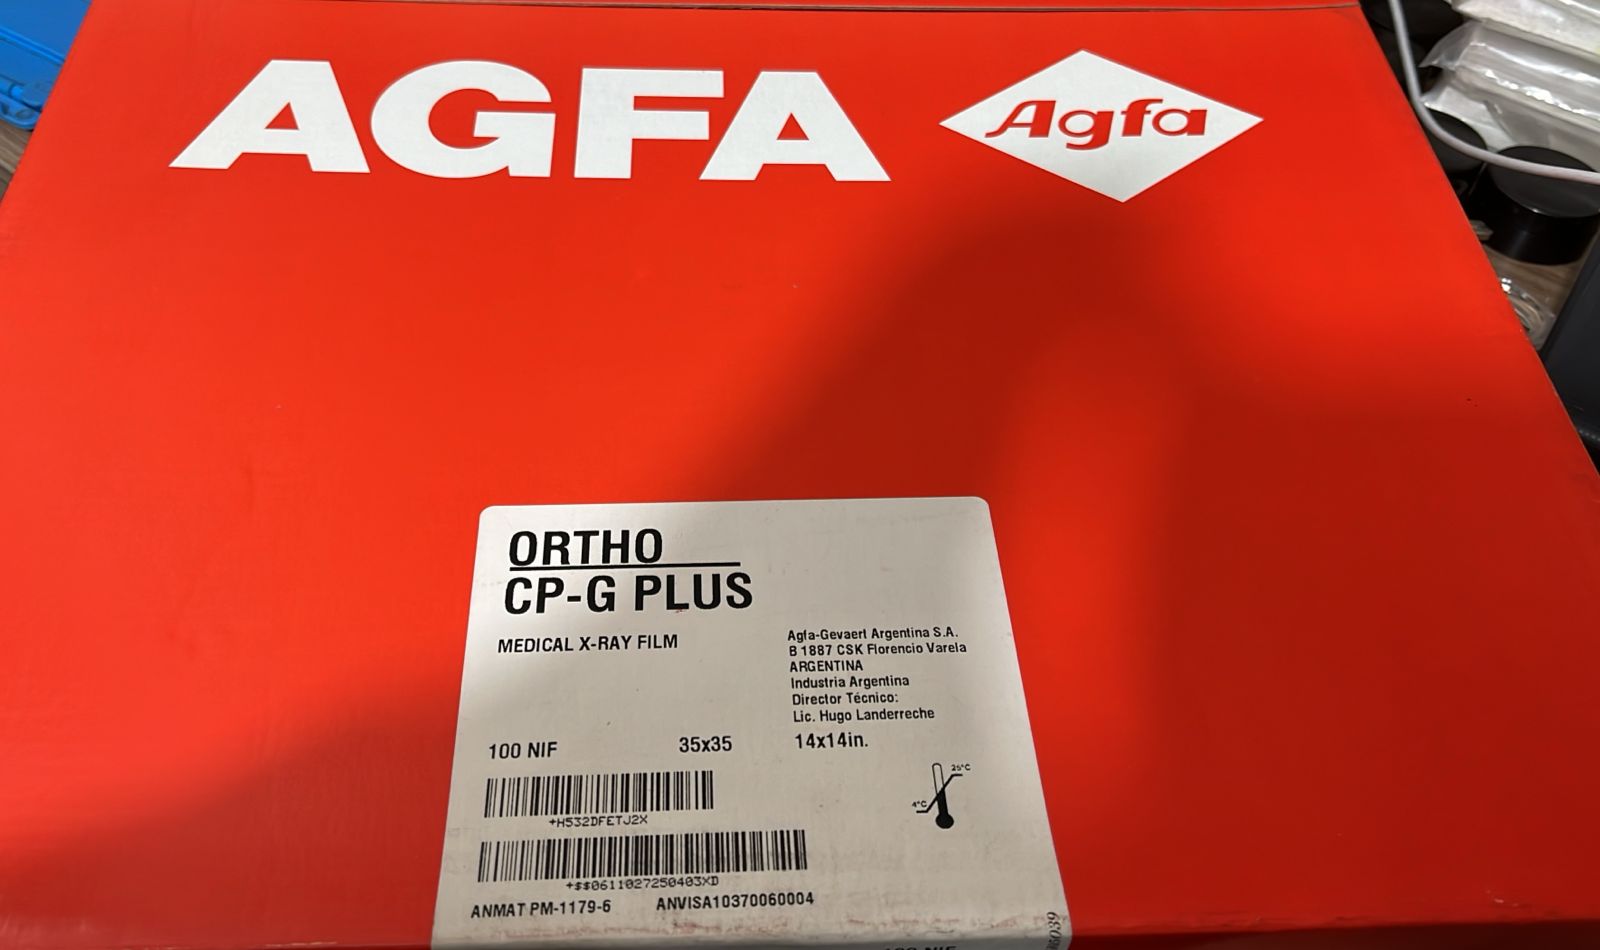 AGFA
Agfa
ORTHO
CP-G PLUS
MEDICAL X-RAY FILM
Agfa-Gevaert Argentina S.A.
B 1887 CSK Florencio Varela
ARGENTINA
Industria Argentina
Director Técnico:
Lic. Hugo Landerreche
100 NIF 35x35 14x14in.
25°C
4°C
+H532DFETJ2X
+$$0611027250403XD
ANMAT PM-1179-6 ANVISA10370060004